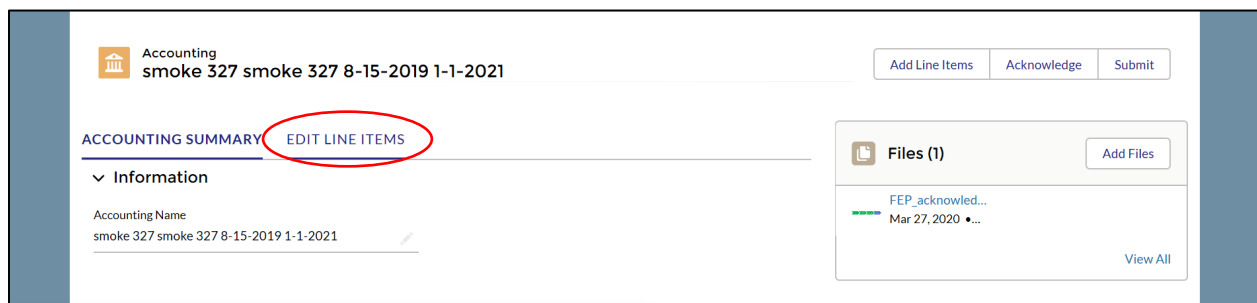 Accounting
smoke 327 smoke 327 8-15-2019 1-1-2021
Add Line Items
Acknowledge
Submit
ACCOUNTING SUMMARY
EDIT LINE ITEMS
Information
Accounting Name
smoke 327 smoke 327 8-15-2019 1-1-2021
Files (1)
Add Files
FEP_acknowled...
Mar 27, 2020 •...
View All